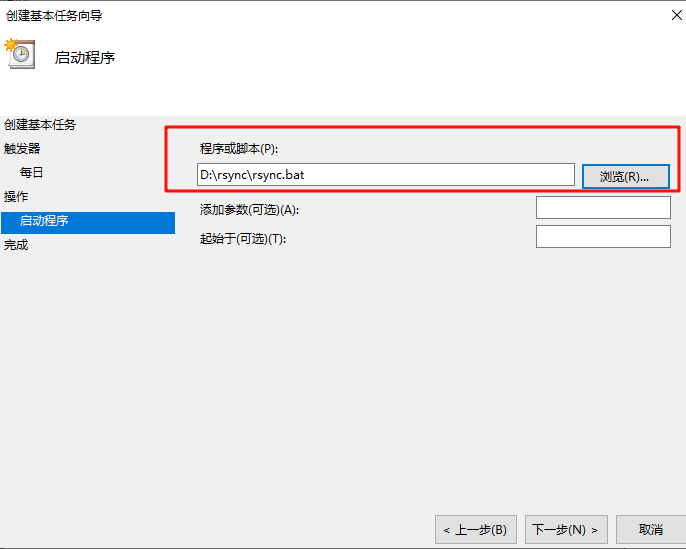 创建基本任务向导
启动程序
创建基本任务
触发器
每日
操作
启动程序
完成
程序或脚本(P):
D:\rsync\rsync.bat
浏览(R)...
添加参数(可选)(A):
起始于(可选)(T):
< 上一步(B)
下一步(N) >
取消